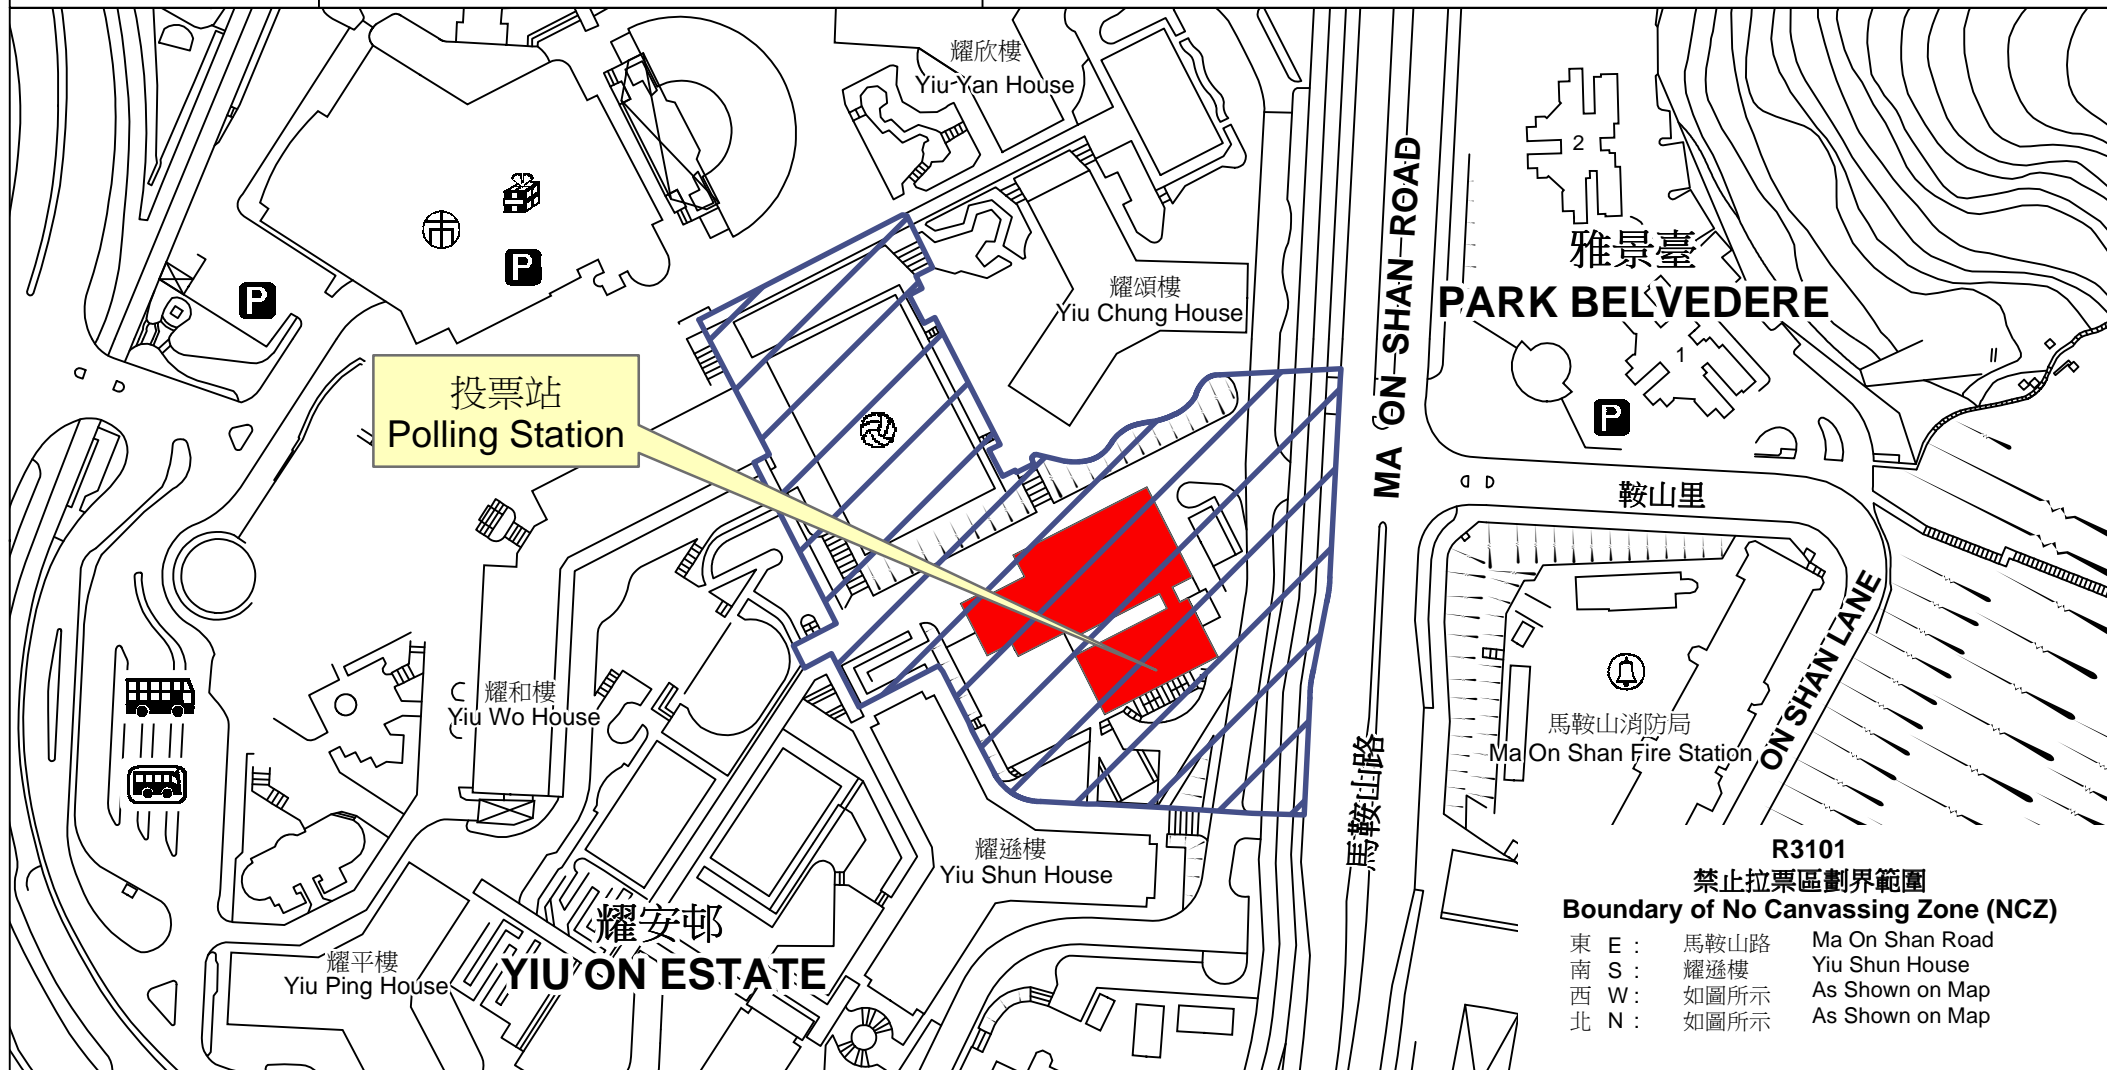 耀欣樓
Yiu Yan House
2
雅景臺
PARK BELVEDERE
1
II
P
P
P
耀頌樓
Yiu Chung House
MA ON SHAN ROAD
馬鞍山路
投票站
Polling Station
鞍山里
ON SHAN LANE
馬鞍山消防局
Ma On Shan Fire Station
耀和樓
Yiu Wo House
耀遜樓
Yiu Shun House
耀安邨
YIU ON ESTATE
耀平樓
Yiu Ping House
R3101
禁止拉票區劃界範圍
Boundary of No Canvassing Zone (NCZ)
東 E : 馬鞍山路 Ma On Shan Road
南 S : 耀遜樓 Yiu Shun House
西 W : 如圖所示 As Shown on Map
北 N : 如圖所示 As Shown on Map